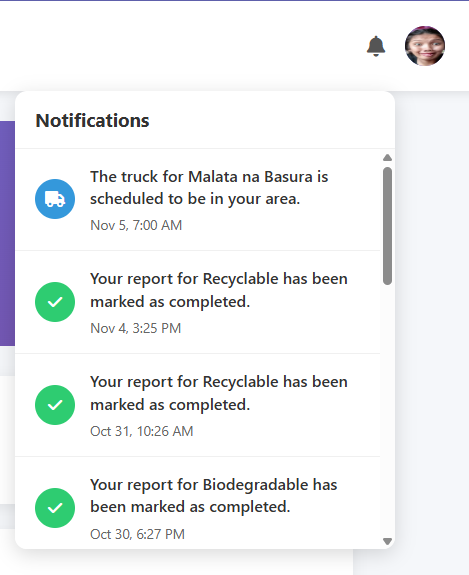 Notifications
The truck for Malata na Basura is
scheduled to be in your area.
Nov 5, 7:00 AM
Your report for Recyclable has been
marked as completed.
Nov 4, 3:25 PM
Your report for Recyclable has been
marked as completed.
Oct 31, 10:26 AM
Your report for Biodegradable has
been marked as completed.
Oct 30, 6:27 PM